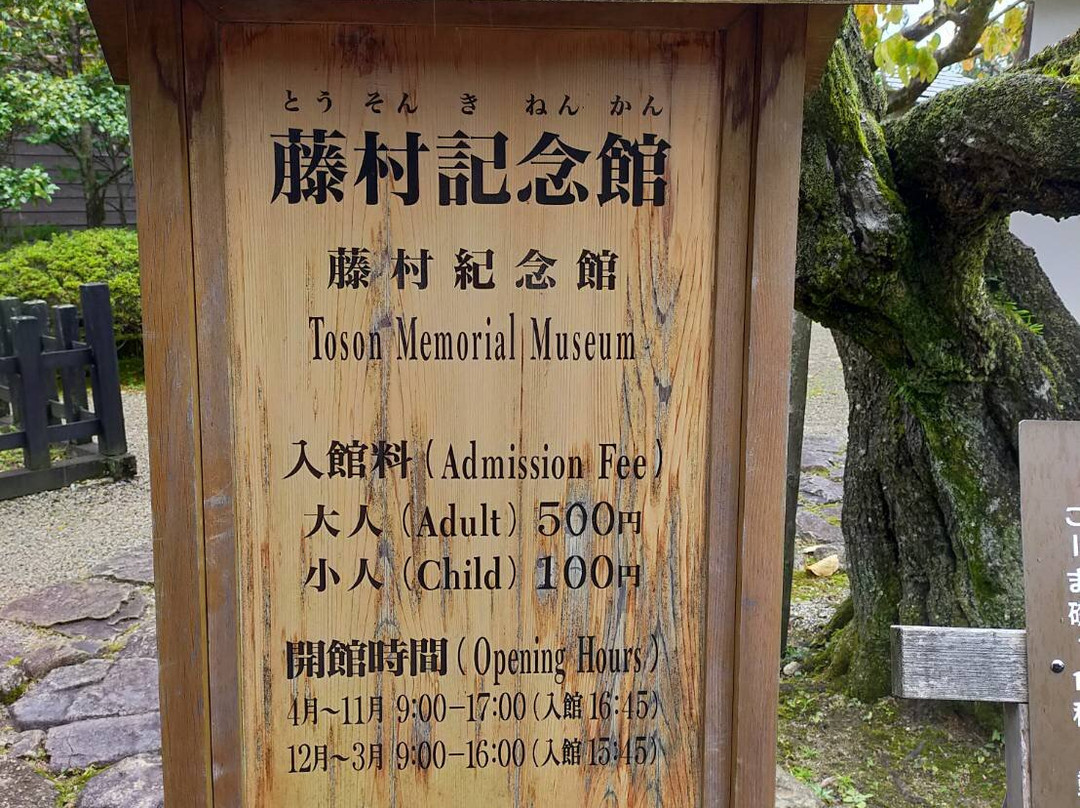 とうそん き ねん かん
藤村記念館
藤村紀念館
Toson Memorial Museum
入館料(Admission Fee)
大人(Adult) 500円
小人(Child) 100円
開館時間(Opening Hours)
4月〜11月 9:00−17:00(入館16:45)
12月〜3月 9:00−16:00(入館15:45)